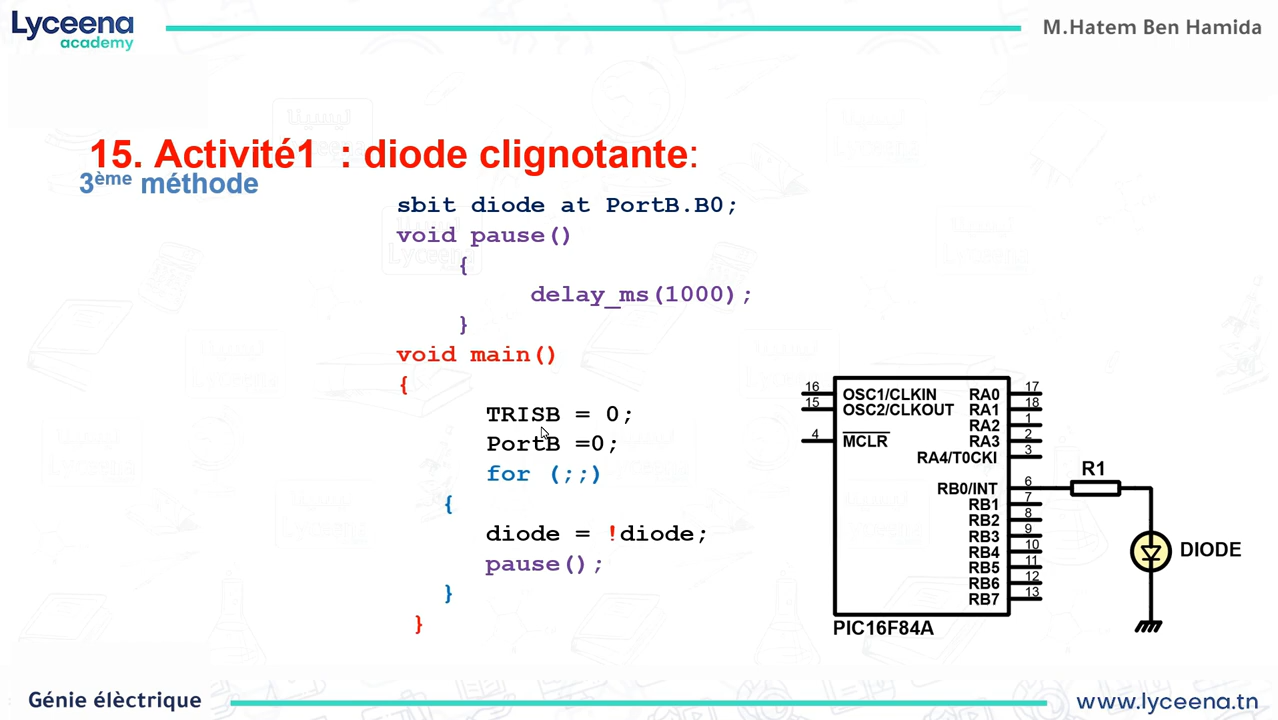 Lyceena
academy
M.Hatem Ben Hamida
15. Activité1 : diode clignotante:
3ème méthode
sbit diode at PortB.B0;
void pause()
{
delay_ms(1000);
}
void main()
{
TRISB = 0;
PortB =0;
for (;;)
{
diode = !diode;
pause();
}
}
16 OSC1/CLKIN RA0 17
15 OSC2/CLKOUT RA1 18
RA2 1
4 MCLR RA3 2
RA4/T0CKI 3
RB0/INT 6
RB1 7
RB2 8
RB3 9
RB4 10
RB5 11
RB6 12
RB7 13
PIC16F84A
R1
DIODE
Génie élèctrique
www.lyceena.tn